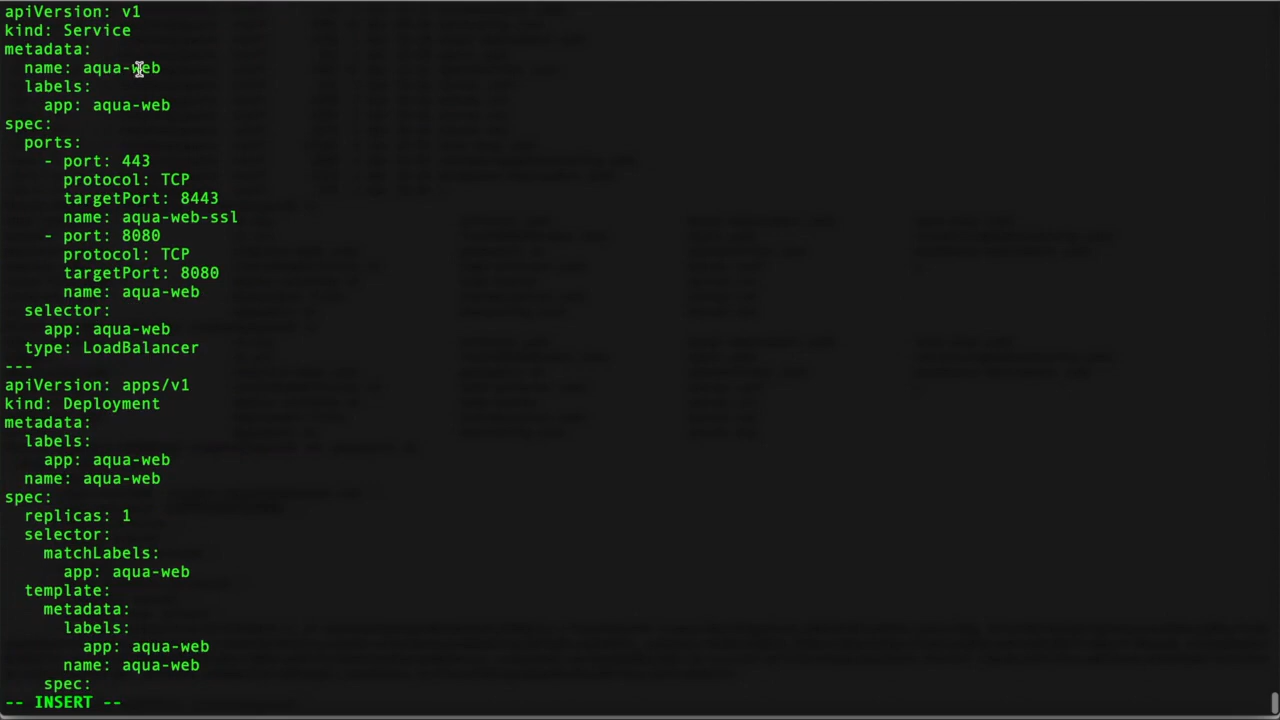 apiVersion: v1
kind: Service
metadata:
  name: aqua-web
  labels:
    app: aqua-web
spec:
  ports:
    - port: 443
      protocol: TCP
      targetPort: 8443
      name: aqua-web-ssl
    - port: 8080
      protocol: TCP
      targetPort: 8080
      name: aqua-web
  selector:
    app: aqua-web
  type: LoadBalancer
---
apiVersion: apps/v1
kind: Deployment
metadata:
  labels:
    app: aqua-web
  name: aqua-web
spec:
  replicas: 1
  selector:
    matchLabels:
      app: aqua-web
  template:
    metadata:
      labels:
        app: aqua-web
      name: aqua-web
    spec:
-- INSERT --